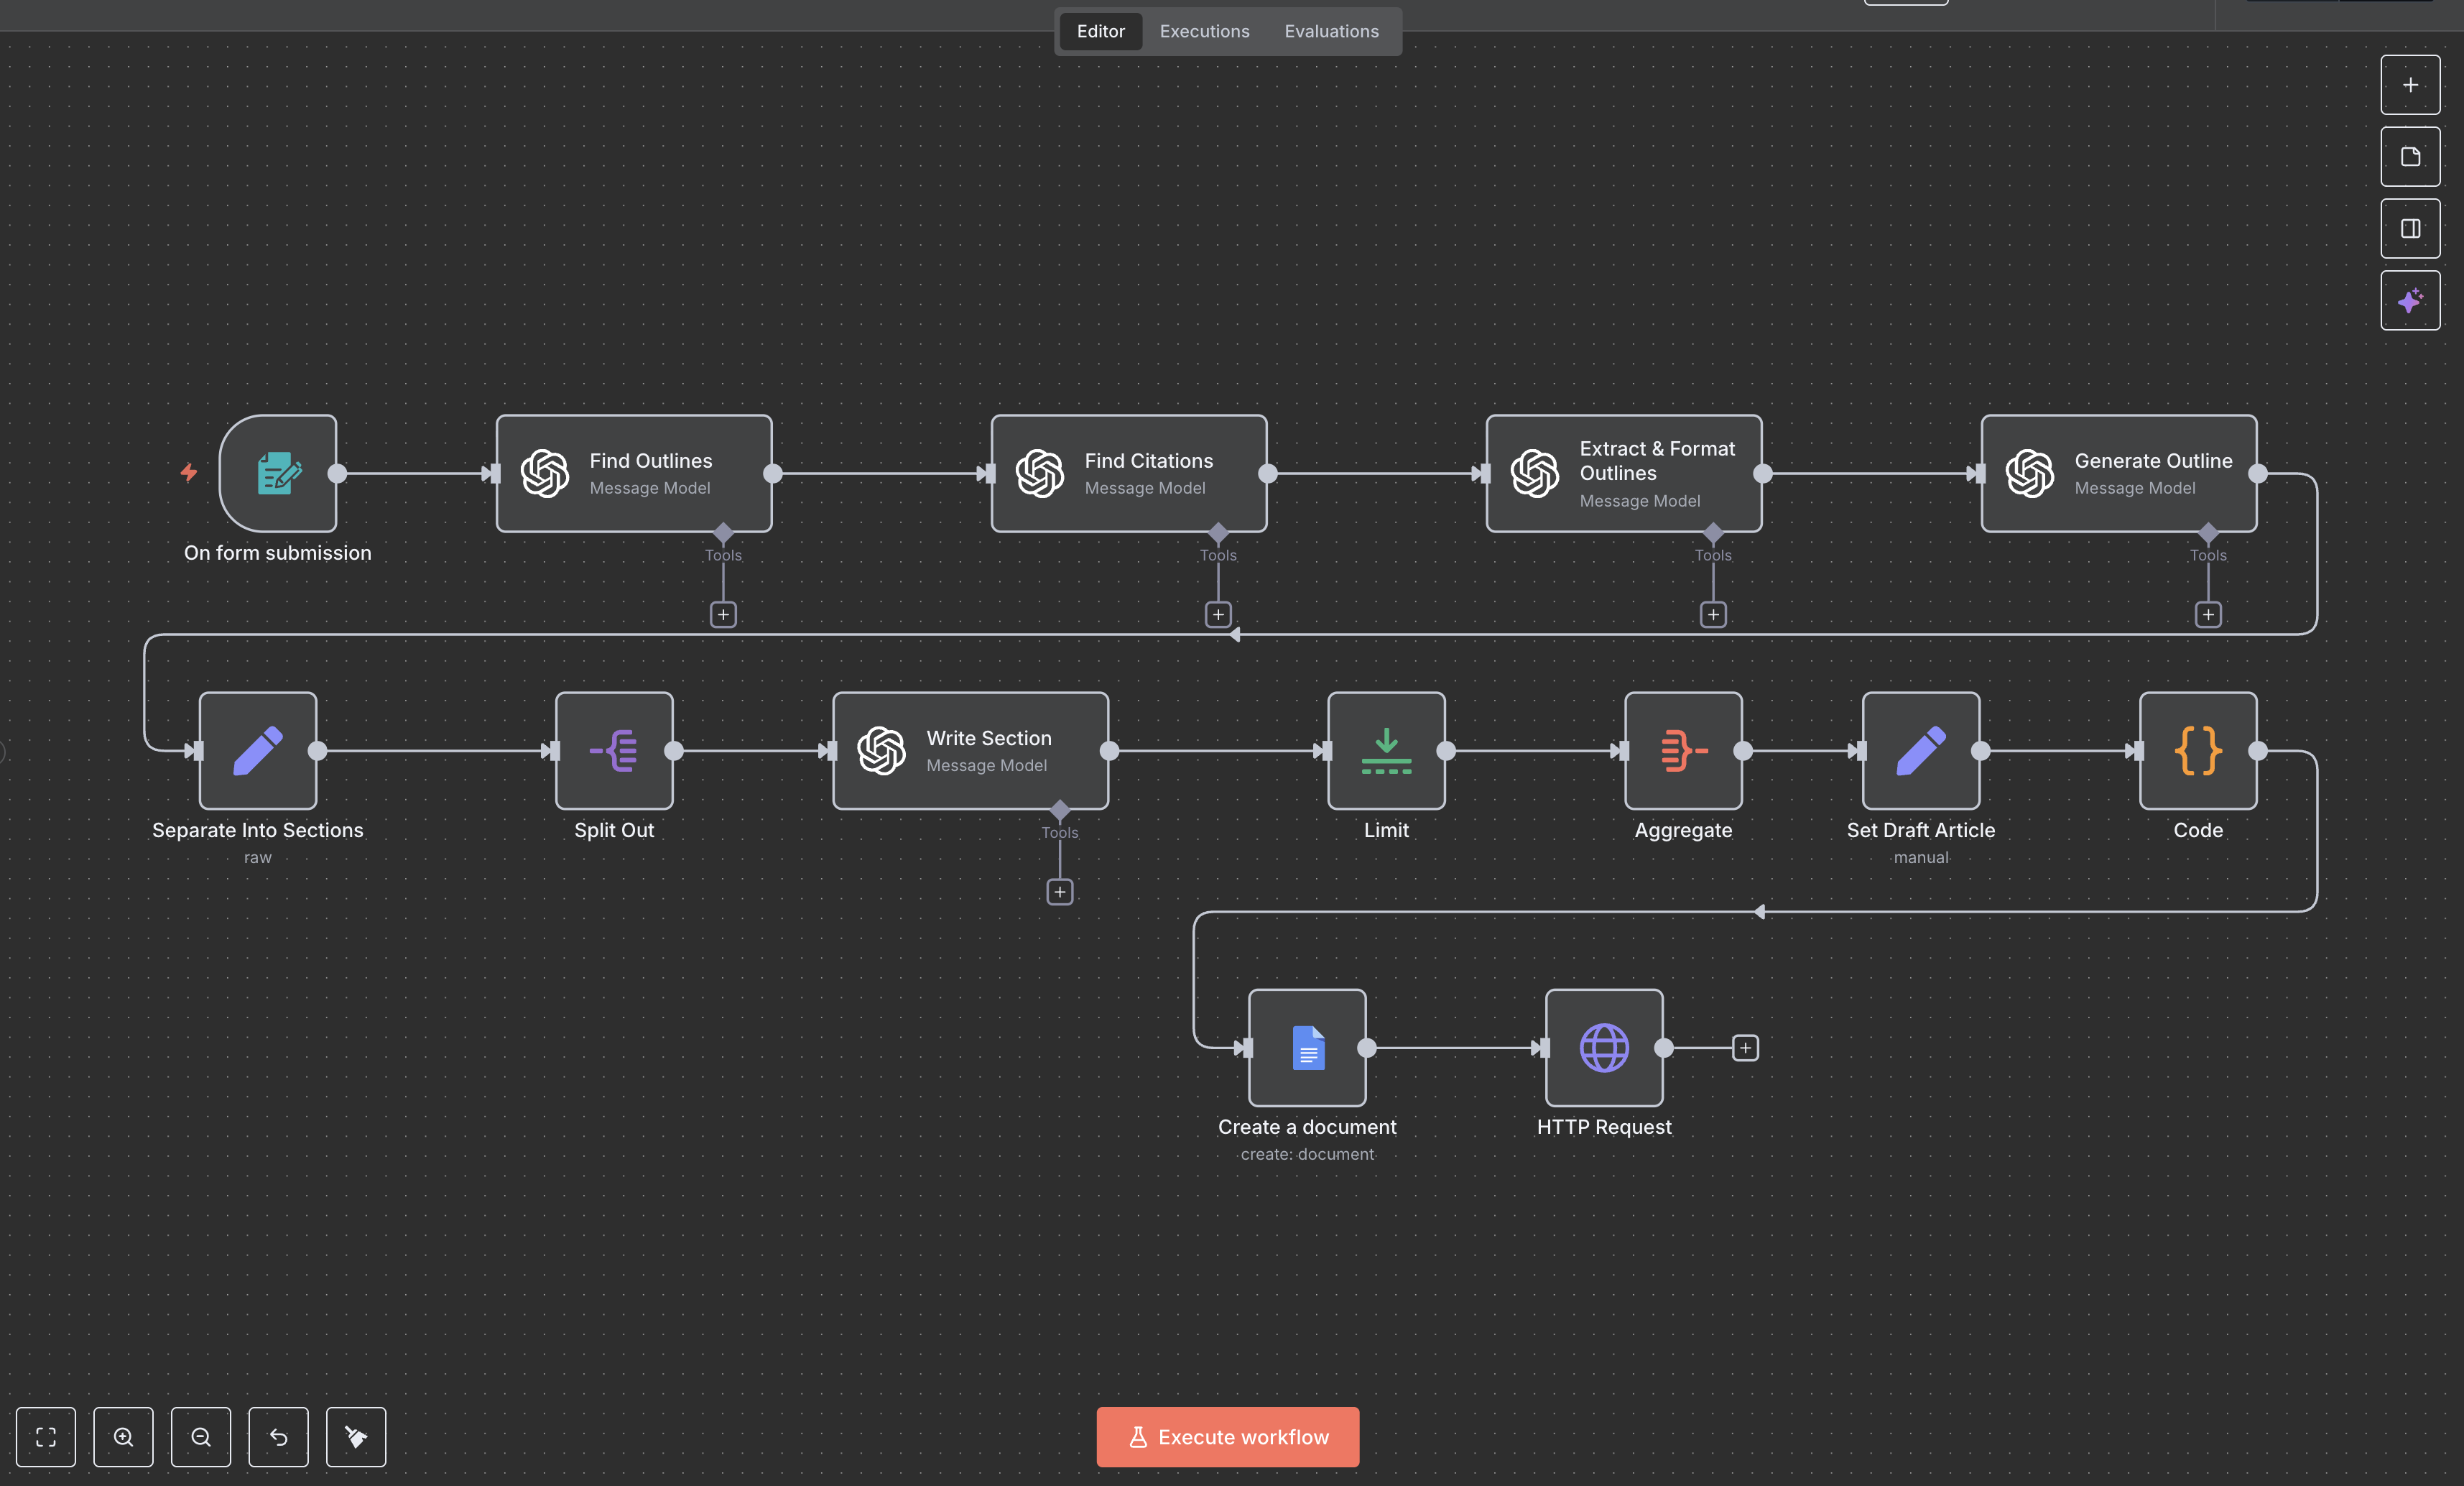 Editor
Executions
Evaluations
Find Outlines
Message Model
Find Citations
Message Model
Extract & Format
Outlines
Message Model
Generate Outline
Message Model
On form submission
Tools
Tools
Tools
Tools
Write Section
Message Model
Separate Into Sections
raw
Split Out
Tools
Limit
Aggregate
Set Draft Article
manual
Code
Create a document
create: document
HTTP Request
Execute workflow